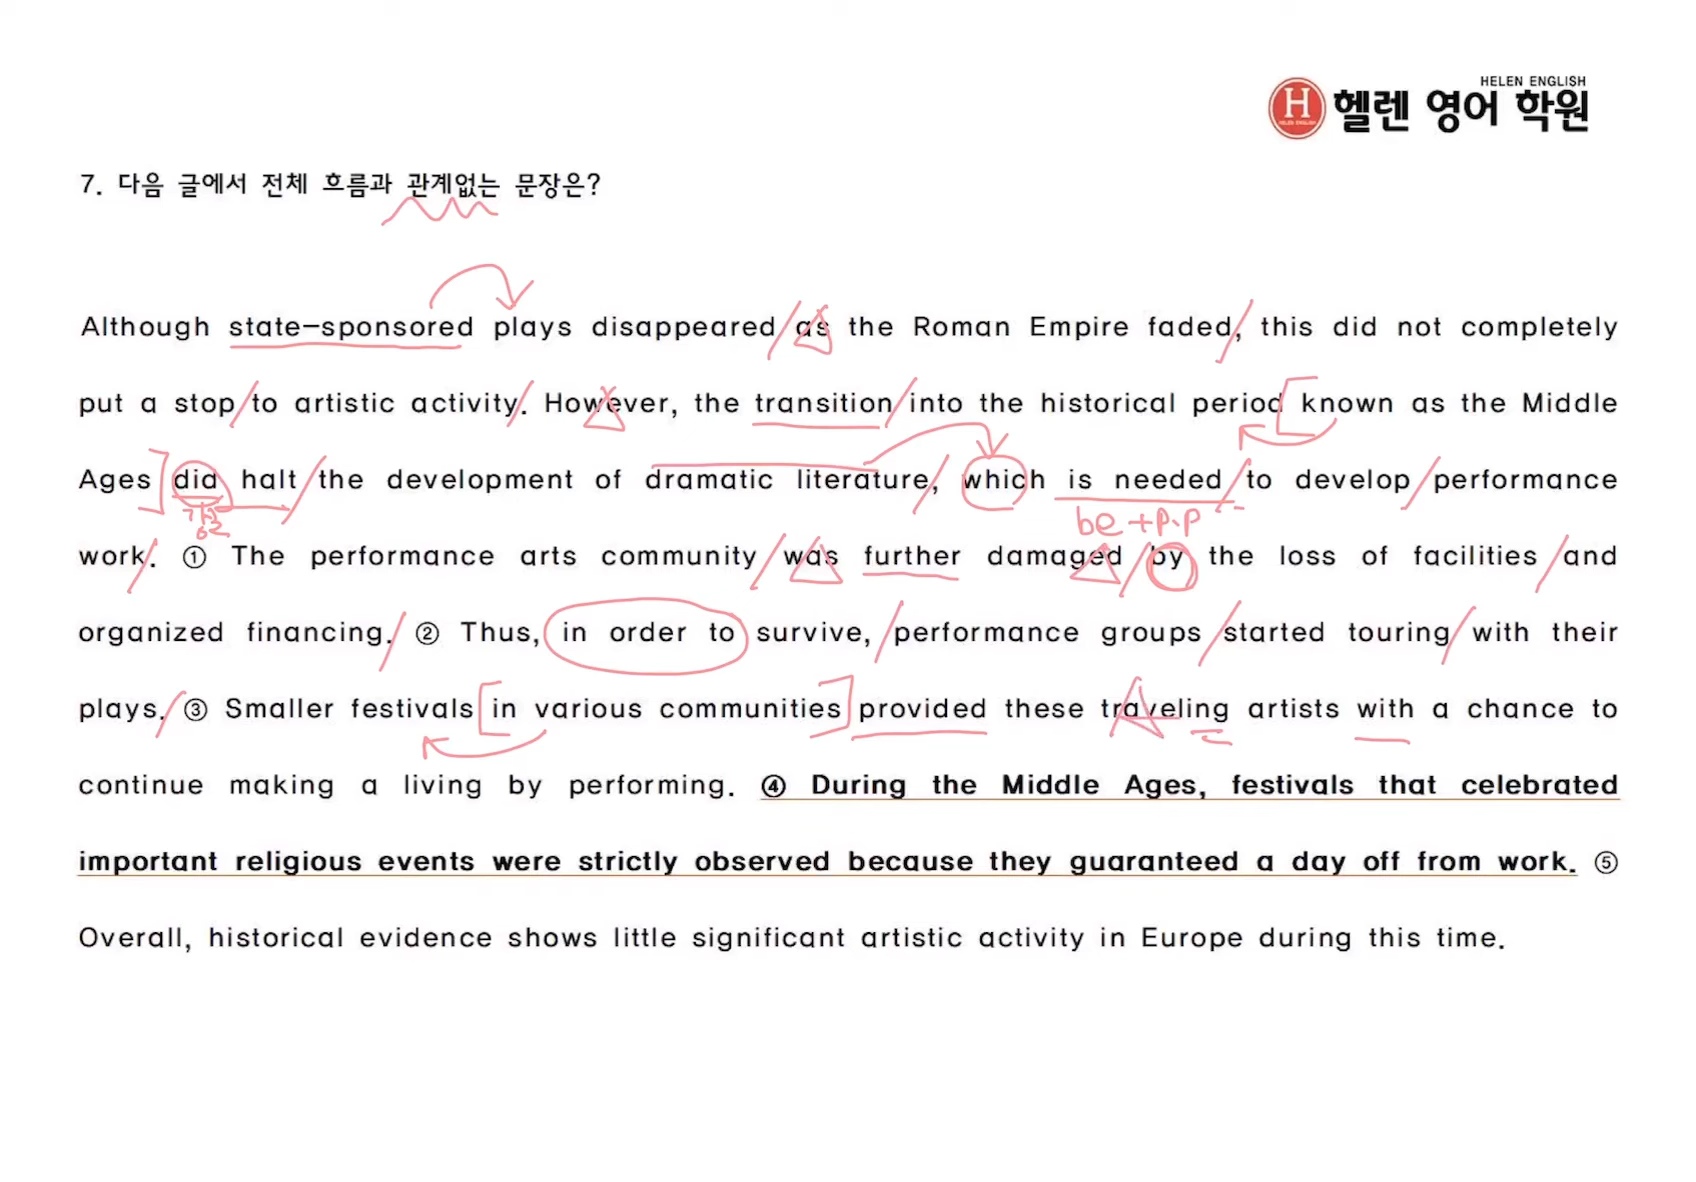 HELEN ENGLISH
H 헬렌 영어 학원
HELEN ENGLISH
7. 다음 글에서 전체 흐름과 관계없는 문장은?
Although state-sponsored plays disappeared as the Roman Empire faded, this did not completely
put a stop to artistic activity. However, the transition into the historical period known as the Middle
Ages did halt the development of dramatic literature, which is needed to develop performance
be+p.p
work. ① The performance arts community was further damaged by the loss of facilities and
organized financing. ② Thus, in order to survive, performance groups started touring with their
plays. ③ Smaller festivals in various communities provided these traveling artists with a chance to
continue making a living by performing. ④ During the Middle Ages, festivals that celebrated
important religious events were strictly observed because they guaranteed a day off from work. ⑤
Overall, historical evidence shows little significant artistic activity in Europe during this time.